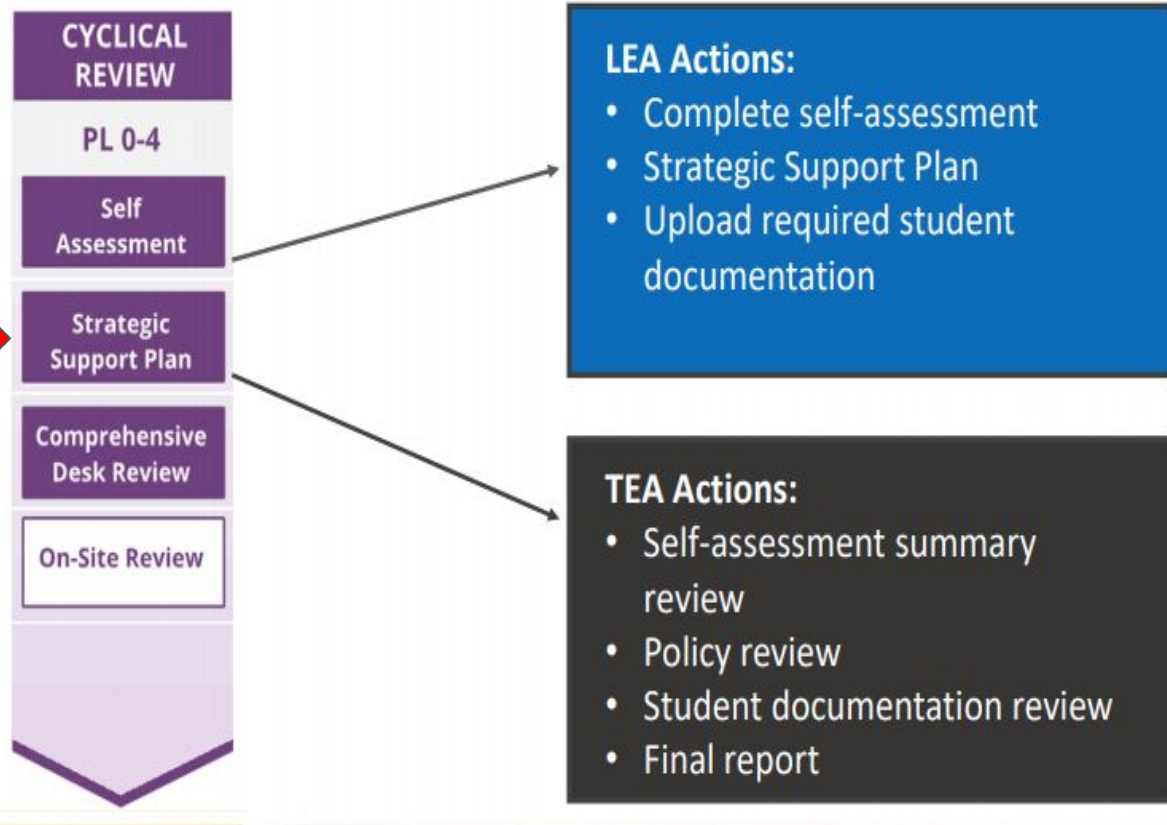 CYCLICAL
REVIEW
PL 0-4
Self
Assessment
Strategic
Support Plan
Comprehensive
Desk Review
On-Site Review
LEA Actions:
• Complete self-assessment
• Strategic Support Plan
• Upload required student
documentation
TEA Actions:
• Self-assessment summary
review
• Policy review
• Student documentation review
• Final report